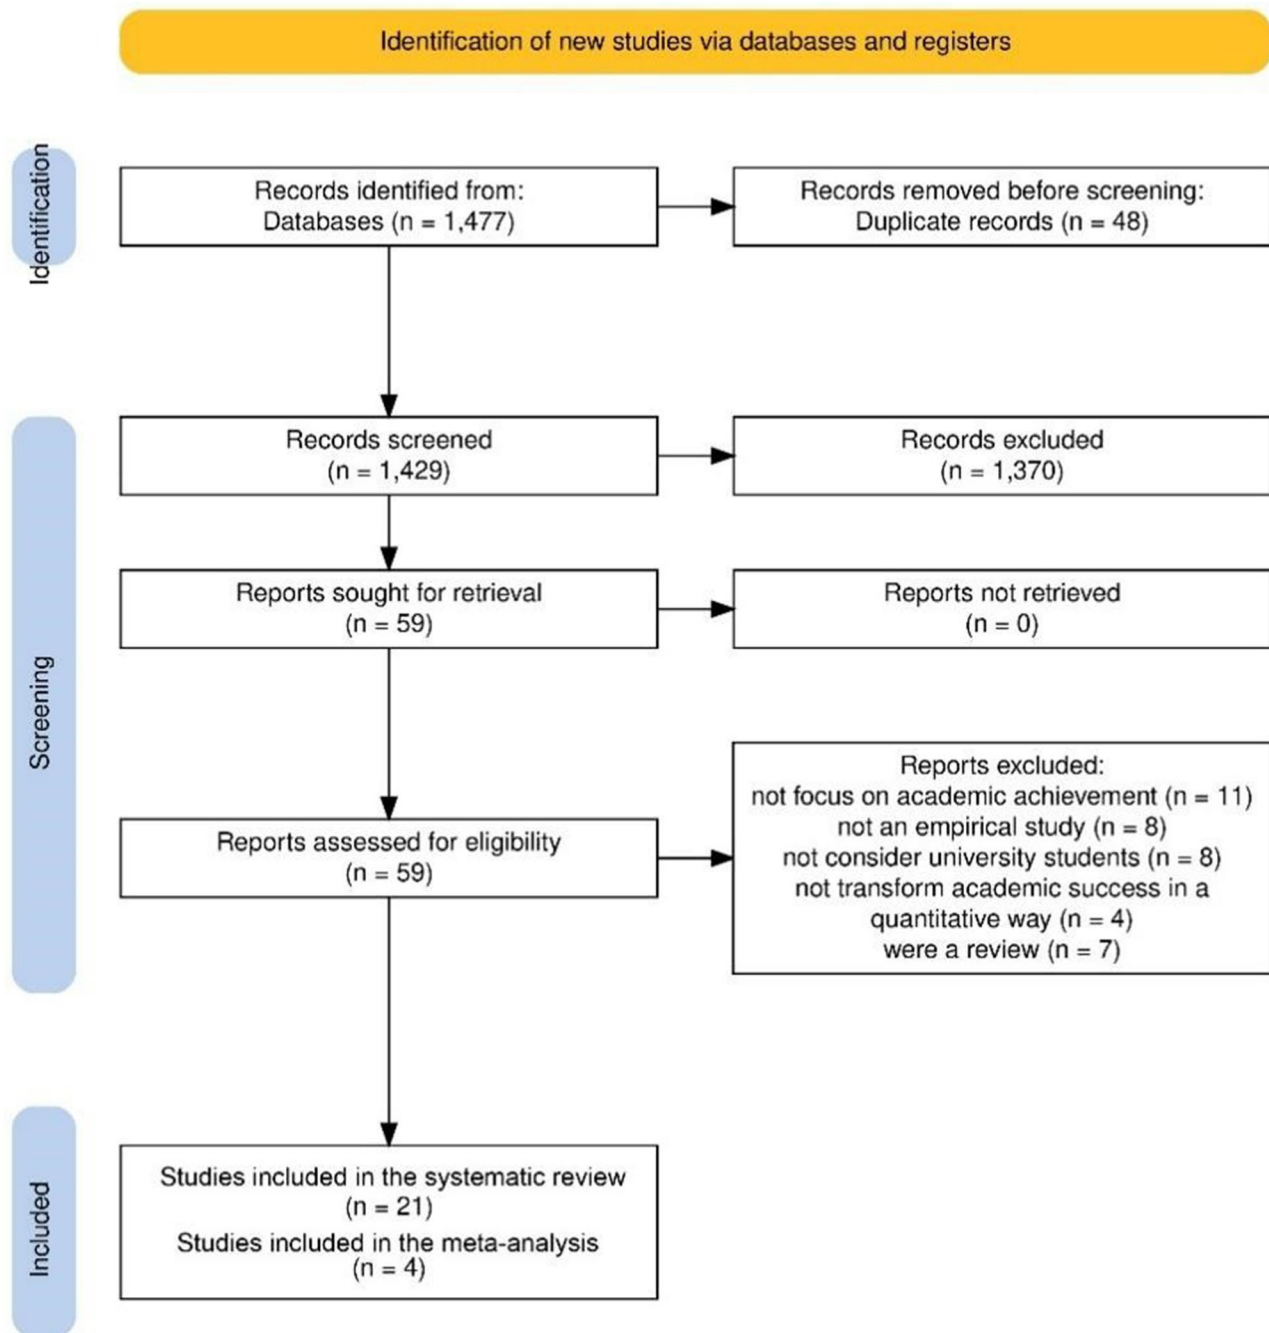 Identification of new studies via databases and registers
Identification
Records identified from:
Databases (n = 1,477)
Records removed before screening:
Duplicate records (n = 48)
Screening
Records screened
(n = 1,429)
Records excluded
(n = 1,370)
Reports sought for retrieval
(n = 59)
Reports not retrieved
(n = 0)
Reports assessed for eligibility
(n = 59)
Reports excluded:
not focus on academic achievement (n = 11)
not an empirical study (n = 8)
not consider university students (n = 8)
not transform academic success in a
quantitative way (n = 4)
were a review (n = 7)
Included
Studies included in the systematic review
(n = 21)
Studies included in the meta-analysis
(n = 4)